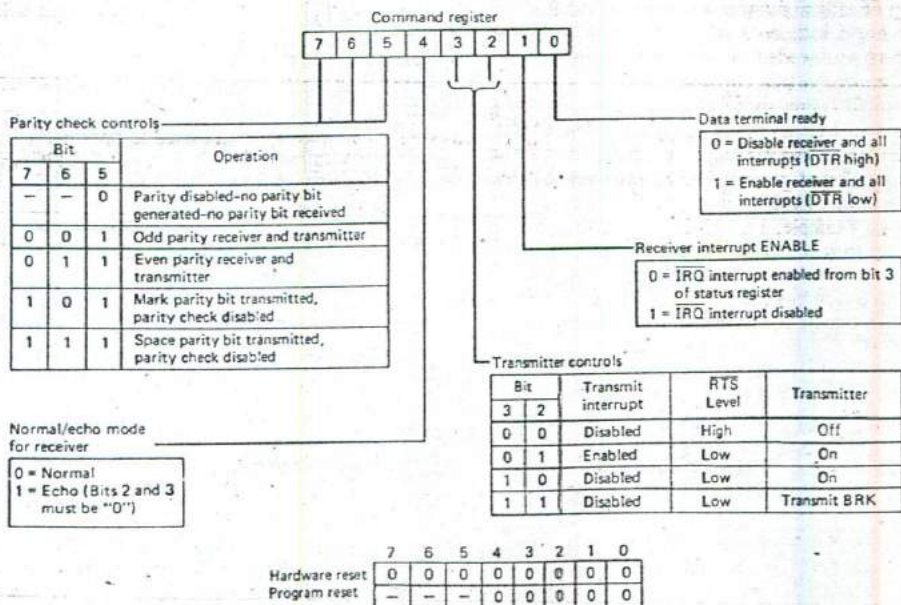 Command register
7 6 5 4 3 2 1 0
Parity check controls
Bit Operation
7 6 5
– – 0 Parity disabled–no parity bit
generated–no parity bit received
0 0 1 Odd parity receiver and transmitter
0 1 1 Even parity receiver and
transmitter
1 0 1 Mark parity bit transmitted,
parity check disabled
1 1 1 Space parity bit transmitted,
parity check disabled
Normal/echo mode
for receiver
0 = Normal
1 = Echo (Bits 2 and 3
must be "0")
Data terminal ready
0 = Disable receiver and all
interrupts (DTR high)
1 = Enable receiver and all
interrupts (DTR low)
Receiver interrupt ENABLE
0 = IRQ interrupt enabled from bit 3
of status register
1 = IRQ interrupt disabled
Transmitter controls
Bit Transmit RTS Transmitter
3 2 interrupt Level
0 0 Disabled High Off
0 1 Enabled Low On
1 0 Disabled Low On
1 1 Disabled Low Transmit BRK
7 6 5 4 3 2 1 0
Hardware reset 0 0 0 0 0 0 0 0
Program reset – – – 0 0 0 0 0